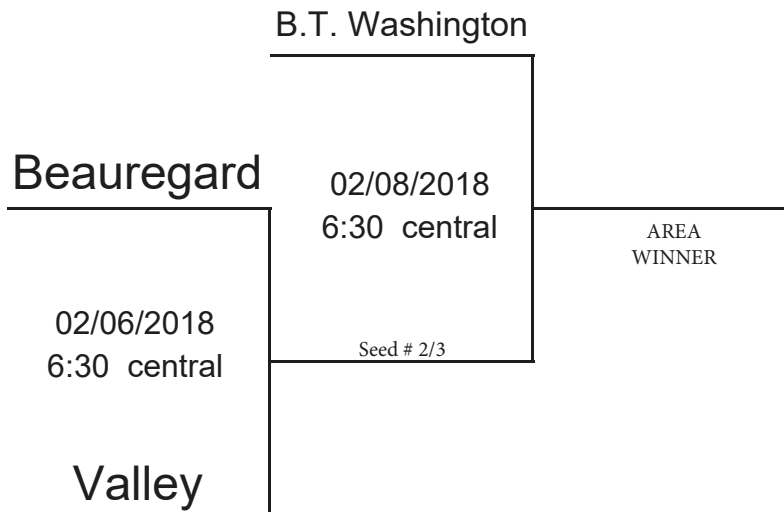 B.T. Washington
Beauregard
02/08/2018
6:30 central
AREA
WINNER
02/06/2018
6:30 central
Seed # 2/3
Valley